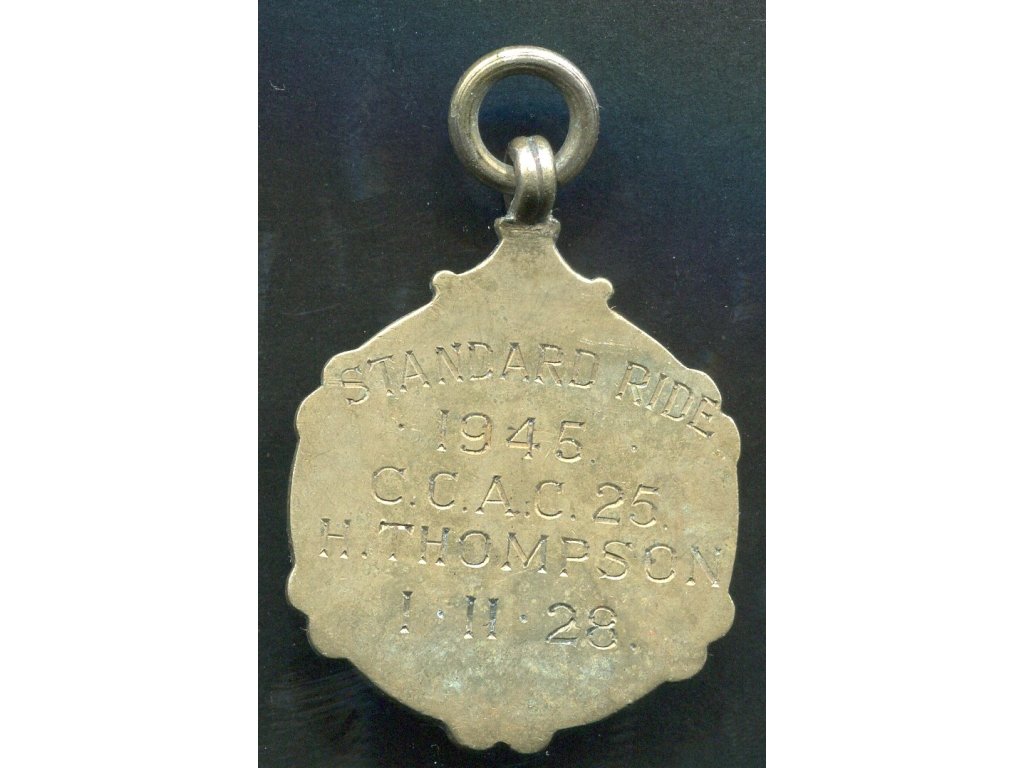 STANDARD RIDE
· 1945. ·
C.C.A.C. 25.
H. THOMPSON
1·11·28.